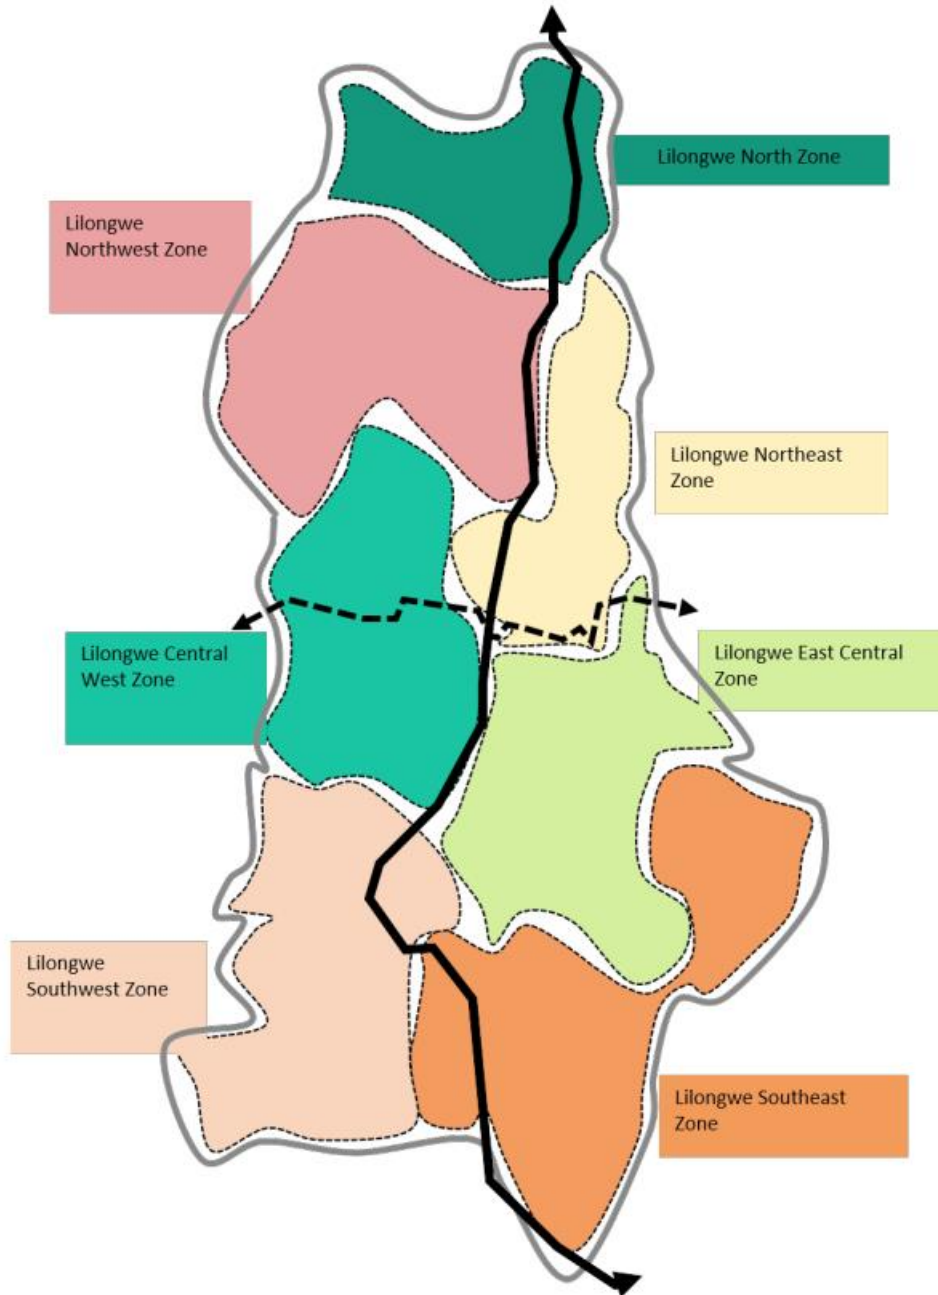 Lilongwe North Zone
Lilongwe
Northwest Zone
Lilongwe Northeast
Zone
Lilongwe Central
West Zone
Lilongwe East Central
Zone
Lilongwe
Southwest Zone
Lilongwe Southeast
Zone